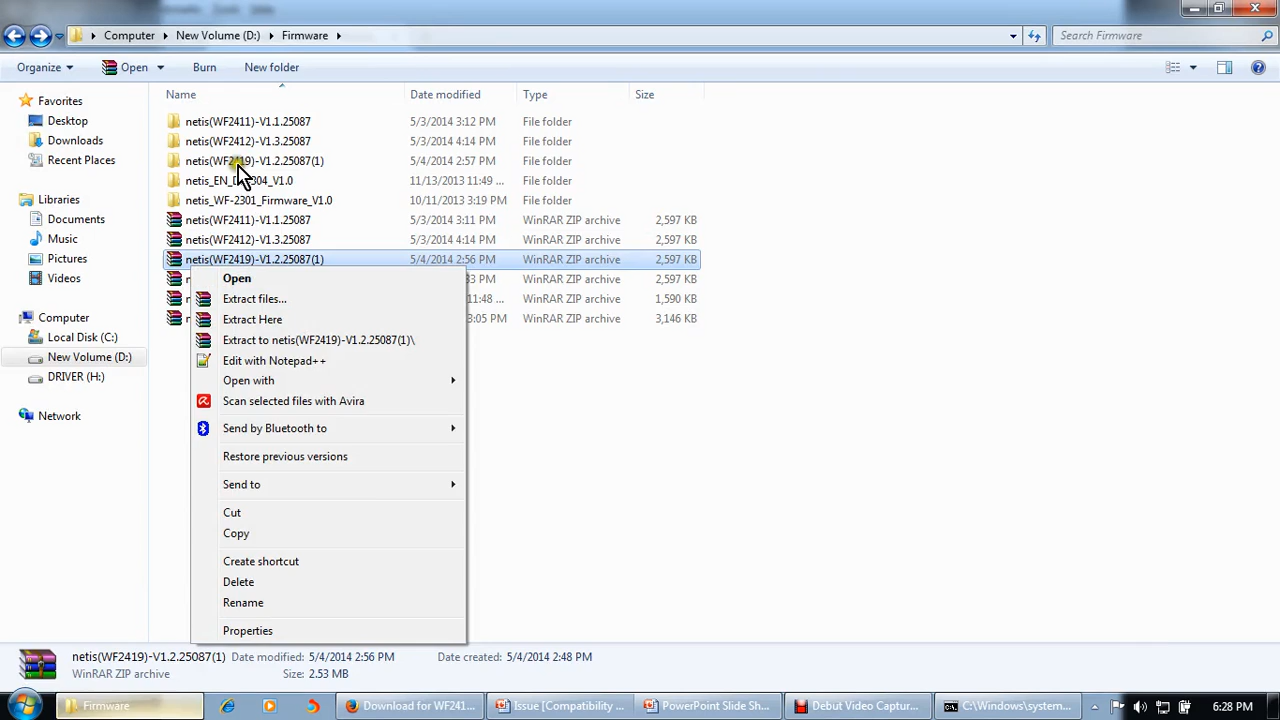 Computer ▸ New Volume (D:) ▸ Firmware ▸
Search Firmware
Organize Open Burn New folder
Name Date modified Type Size
Favorites
Desktop
Downloads
Recent Places
Libraries
Documents
Music
Pictures
Videos
Computer
Local Disk (C:)
New Volume (D:)
DRIVER (H:)
Network
netis(WF2411)-V1.1.25087 5/3/2014 3:12 PM File folder
netis(WF2412)-V1.3.25087 5/3/2014 4:14 PM File folder
netis(WF2419)-V1.2.25087(1) 5/4/2014 2:57 PM File folder
11/13/2013 11:49 ... File folder
netis_WF-2301_Firmware_V1.0 10/11/2013 3:19 PM File folder
netis(WF2411)-V1.1.25087 5/3/2014 3:11 PM WinRAR ZIP archive 2,597 KB
netis(WF2412)-V1.3.25087 5/3/2014 4:14 PM WinRAR ZIP archive 2,597 KB
netis(WF2419)-V1.2.25087(1) 5/4/2014 2:56 PM WinRAR ZIP archive 2,597 KB
WinRAR ZIP archive 2,597 KB
WinRAR ZIP archive 1,590 KB
WinRAR ZIP archive 3,146 KB
Open
Extract files...
Extract Here
Extract to netis(WF2419)-V1.2.25087(1)\
Edit with Notepad++
Open with
Scan selected files with Avira
Send by Bluetooth to
Restore previous versions
Send to
Cut
Copy
Create shortcut
Delete
Rename
Properties
netis(WF2419)-V1.2.25087(1) Date modified: 5/4/2014 2:56 PM Date created: 5/4/2014 2:48 PM
WinRAR ZIP archive Size: 2.53 MB
Firmware Download for WF241... Issue [Compatibility ... PowerPoint Slide Sh... Debut Video Captur... C:\Windows\system... 6:28 PM